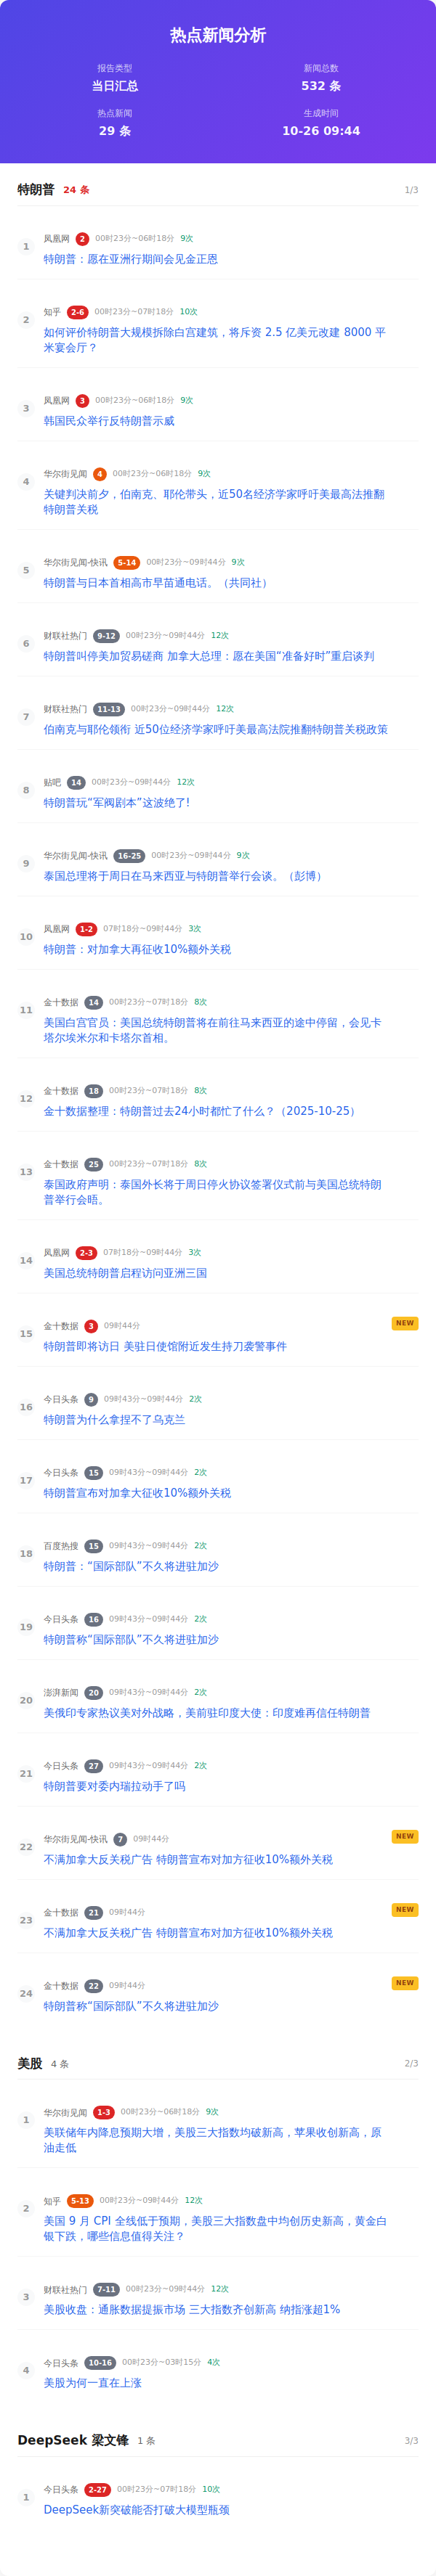 热点新闻分析
报告类型
新闻总数
当日汇总
532 条
热点新闻
生成时间
29 条
10-26 09:44
特朗普 24 条 1/3
1
凤凰网 2 00时23分~06时18分 9次
特朗普：愿在亚洲行期间会见金正恩
2
知乎 2-6 00时23分~07时18分 10次
如何评价特朗普大规模拆除白宫建筑，将斥资 2.5 亿美元改建 8000 平
米宴会厅？
3
凤凰网 3 00时23分~06时18分 9次
韩国民众举行反特朗普示威
4
华尔街见闻 4 00时23分~06时18分 9次
关键判决前夕，伯南克、耶伦带头，近50名经济学家呼吁美最高法推翻
特朗普关税
5
华尔街见闻-快讯 5-14 00时23分~09时44分 9次
特朗普与日本首相高市早苗通电话。（共同社）
6
财联社热门 9-12 00时23分~09时44分 12次
特朗普叫停美加贸易磋商 加拿大总理：愿在美国“准备好时”重启谈判
7
财联社热门 11-13 00时23分~09时44分 12次
伯南克与耶伦领衔 近50位经济学家呼吁美最高法院推翻特朗普关税政策
8
贴吧 14 00时23分~09时44分 12次
特朗普玩“军阀剧本”这波绝了!
9
华尔街见闻-快讯 16-25 00时23分~09时44分 9次
泰国总理将于周日在马来西亚与特朗普举行会谈。（彭博）
10
凤凰网 1-2 07时18分~09时44分 3次
特朗普：对加拿大再征收10%额外关税
11
金十数据 14 00时23分~07时18分 8次
美国白宫官员：美国总统特朗普将在前往马来西亚的途中停留，会见卡
塔尔埃米尔和卡塔尔首相。
12
金十数据 18 00时23分~07时18分 8次
金十数据整理：特朗普过去24小时都忙了什么？（2025-10-25）
13
金十数据 25 00时23分~07时18分 8次
泰国政府声明：泰国外长将于周日停火协议签署仪式前与美国总统特朗
普举行会晤。
14
凤凰网 2-3 07时18分~09时44分 3次
美国总统特朗普启程访问亚洲三国
15
金十数据 3 09时44分 NEW
特朗普即将访日 美驻日使馆附近发生持刀袭警事件
16
今日头条 9 09时43分~09时44分 2次
特朗普为什么拿捏不了乌克兰
17
今日头条 15 09时43分~09时44分 2次
特朗普宣布对加拿大征收10%额外关税
18
百度热搜 15 09时43分~09时44分 2次
特朗普：“国际部队”不久将进驻加沙
19
今日头条 16 09时43分~09时44分 2次
特朗普称“国际部队”不久将进驻加沙
20
澎湃新闻 20 09时43分~09时44分 2次
美俄印专家热议美对外战略，美前驻印度大使：印度难再信任特朗普
21
今日头条 27 09时43分~09时44分 2次
特朗普要对委内瑞拉动手了吗
22
华尔街见闻-快讯 7 09时44分 NEW
不满加拿大反关税广告 特朗普宣布对加方征收10%额外关税
23
金十数据 21 09时44分 NEW
不满加拿大反关税广告 特朗普宣布对加方征收10%额外关税
24
金十数据 22 09时44分 NEW
特朗普称“国际部队”不久将进驻加沙
美股 4 条 2/3
1
华尔街见闻 1-3 00时23分~06时18分 9次
美联储年内降息预期大增，美股三大指数均破新高，苹果收创新高，原
油走低
2
知乎 5-13 00时23分~09时44分 12次
美国 9 月 CPI 全线低于预期，美股三大指数盘中均创历史新高，黄金白
银下跌，哪些信息值得关注？
3
财联社热门 7-11 00时23分~09时44分 12次
美股收盘：通胀数据提振市场 三大指数齐创新高 纳指涨超1%
4
今日头条 10-16 00时23分~03时15分 4次
美股为何一直在上涨
DeepSeek 梁文锋 1 条 3/3
1
今日头条 2-27 00时23分~07时18分 10次
DeepSeek新突破能否打破大模型瓶颈